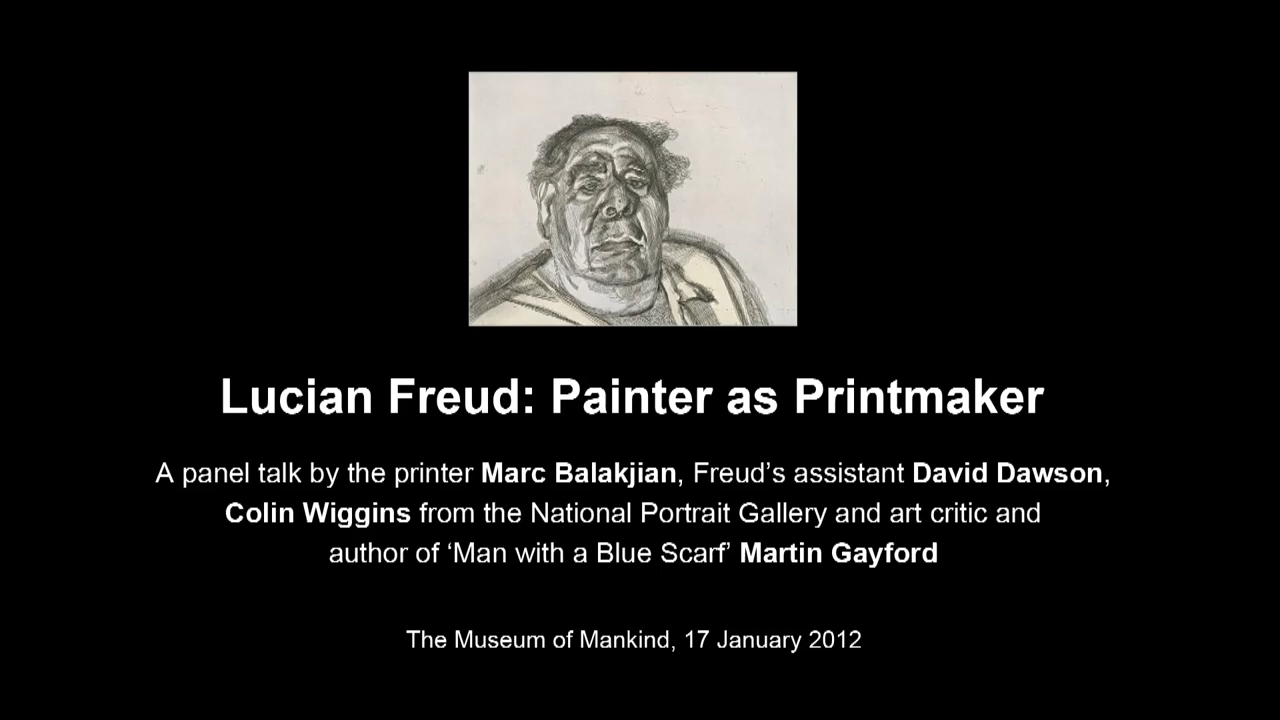 Lucian Freud: Painter as Printmaker
A panel talk by the printer Marc Balakjian, Freud’s assistant David Dawson,
Colin Wiggins from the National Portrait Gallery and art critic and
author of ‘Man with a Blue Scarf’ Martin Gayford
The Museum of Mankind, 17 January 2012